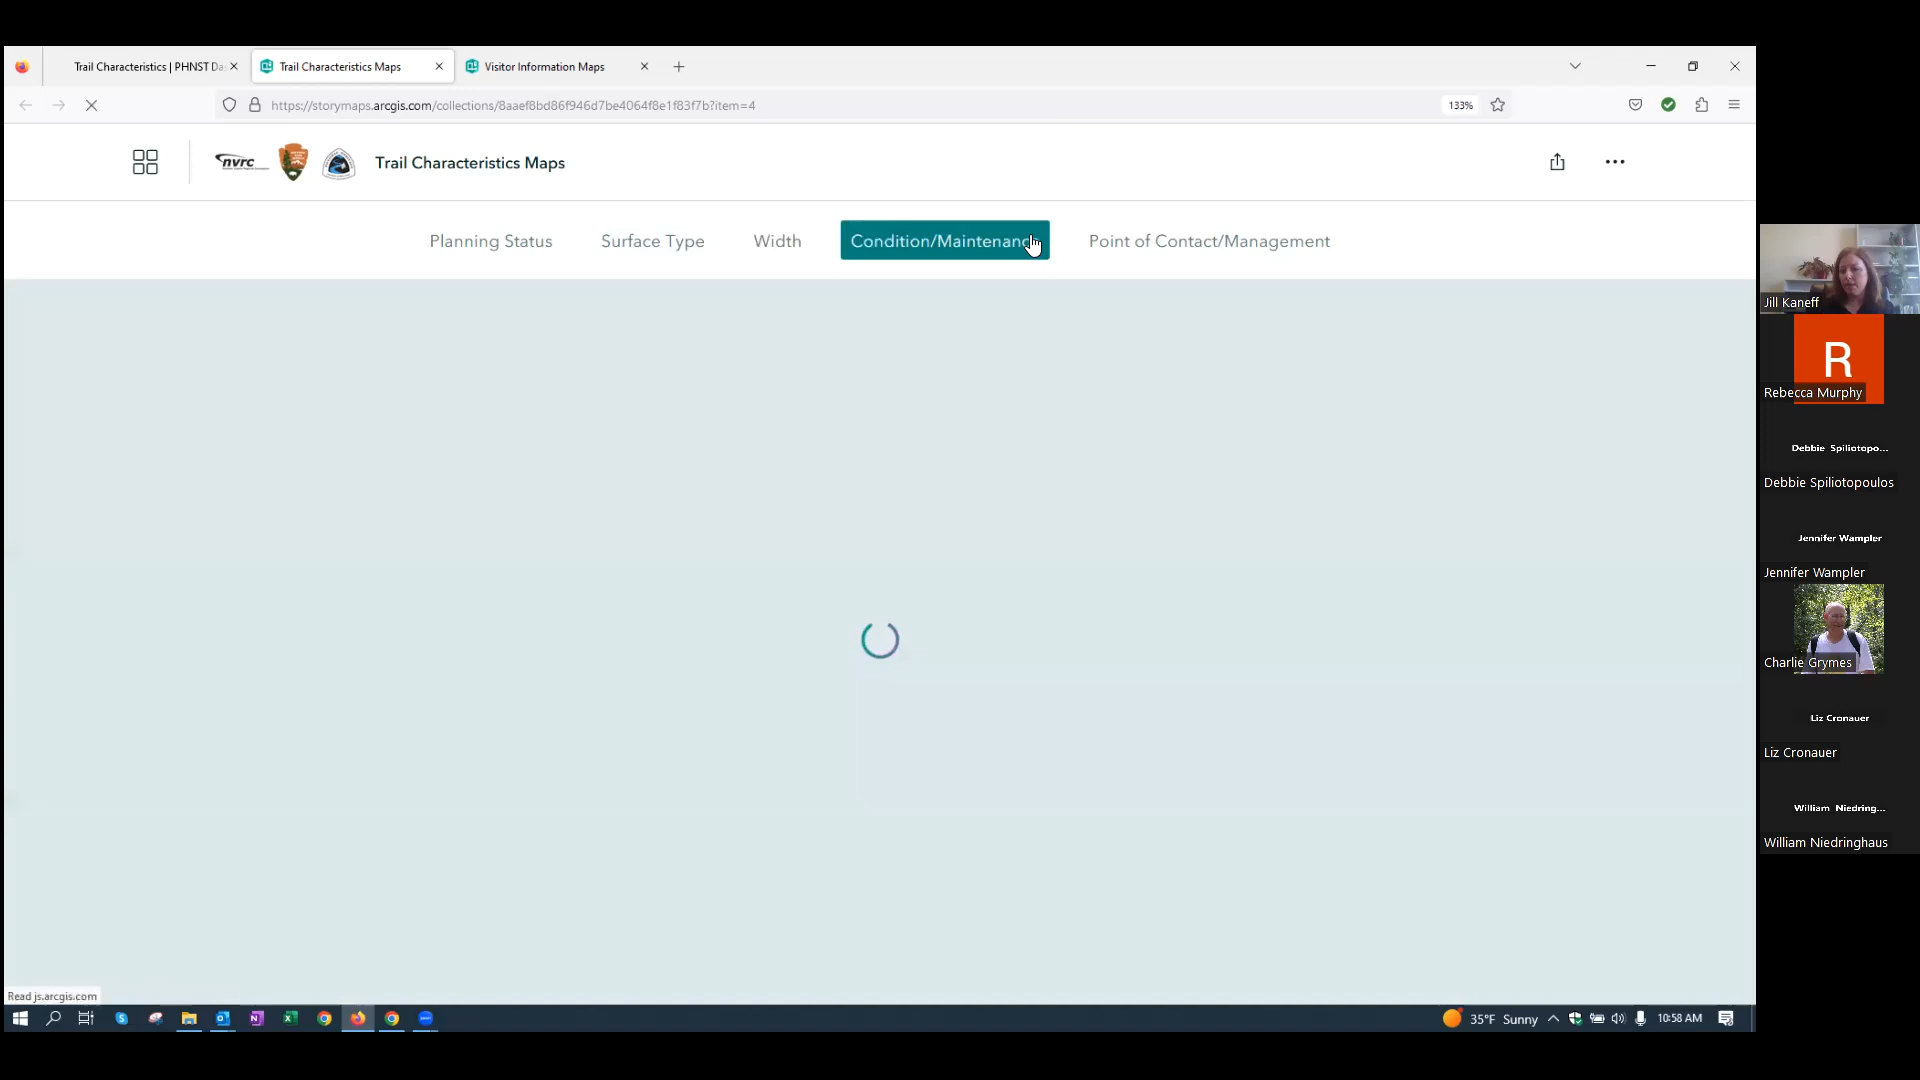 Trail Characteristics | PHNST Da
Trail Characteristics Maps
Visitor Information Maps
https://storymaps.arcgis.com/collections/8aaef8bd86f946d7be4064f8e1f83f7b?item=4
133%
nvrc
Trail Characteristics Maps
Planning Status
Surface Type
Width
Condition/Maintenanc
Point of Contact/Management
Jill Kaneff
R
Rebecca Murphy
Debbie Spiliotopo...
Debbie Spiliotopoulos
Jennifer Wampler
Jennifer Wampler
Charlie Grymes
Liz Cronauer
Liz Cronauer
William Niedring...
William Niedringhaus
Read js.arcgis.com
35°F Sunny
10:58 AM